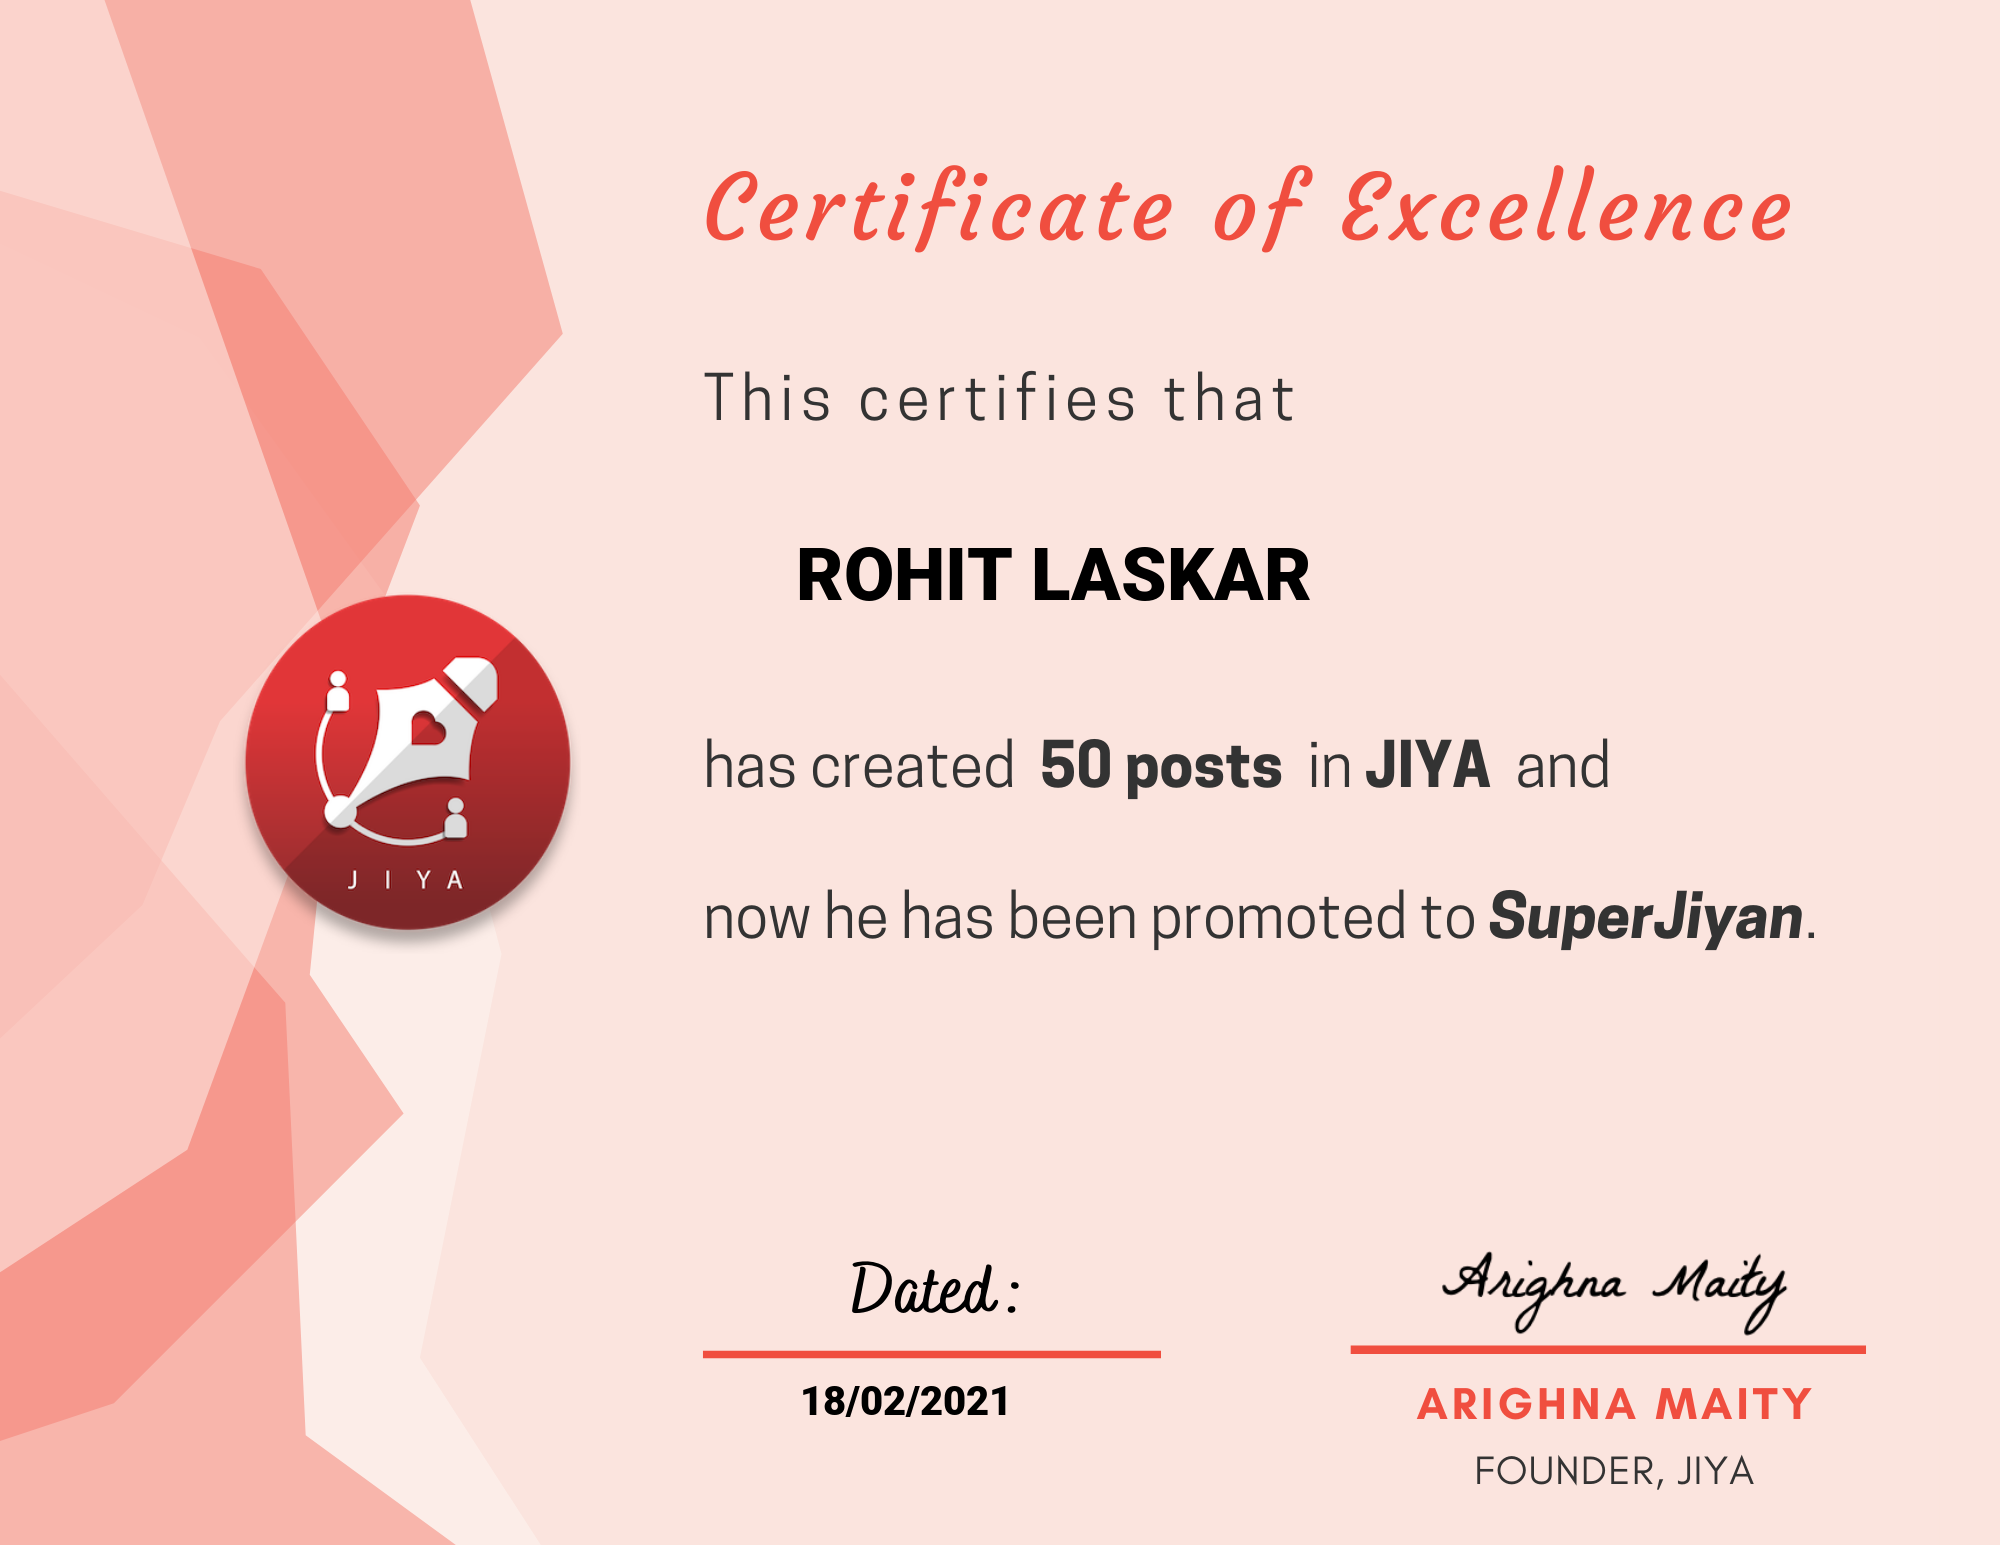 Certificate of Excellence
This certifies that
ROHIT LASKAR
has created 50 posts in JIYA and
now he has been promoted to SuperJiyan.
JIYA
Dated:
18/02/2021
Arighna Maity
ARIGHNA MAITY
FOUNDER, JIYA